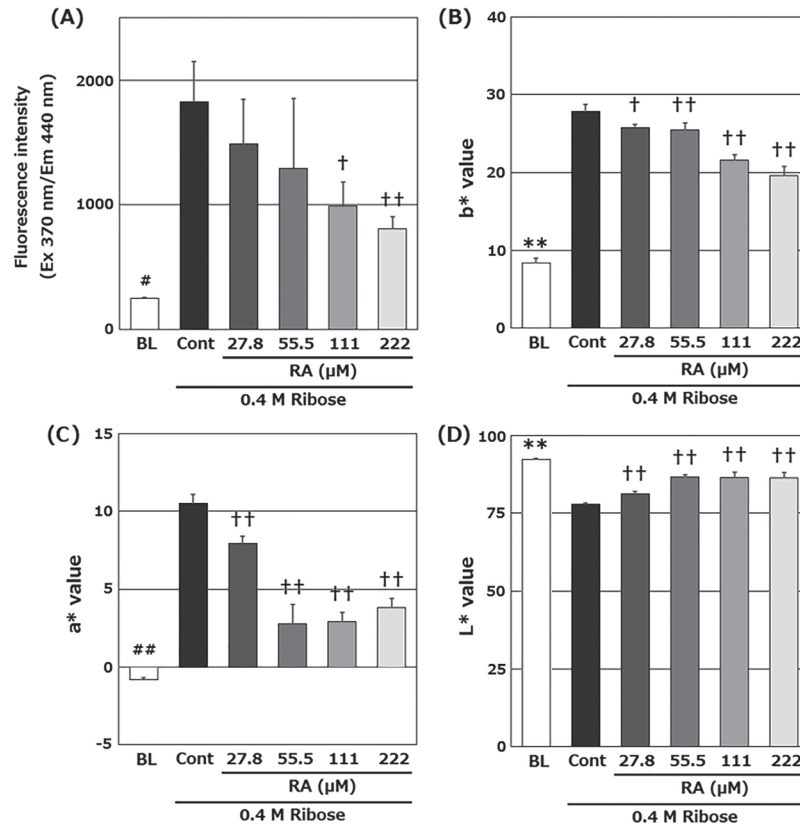 (A)
Fluorescence intensity
(Ex 370 nm/Em 440 nm)
2000
1000
0
#
†
††
BL Cont 27.8 55.5 111 222
RA (µM)
0.4 M Ribose
(B)
b* value
30
20
10
0
**
†
††
††
††
BL Cont 27.8 55.5 111 222
RA (µM)
0.4 M Ribose
(C)
a* value
15
10
5
0
-5
##
††
††
††
††
BL Cont 27.8 55.5 111 222
RA (µM)
0.4 M Ribose
(D)
L* value
100
75
50
25
0
**
††
††
††
††
BL Cont 27.8 55.5 111 222
RA (µM)
0.4 M Ribose